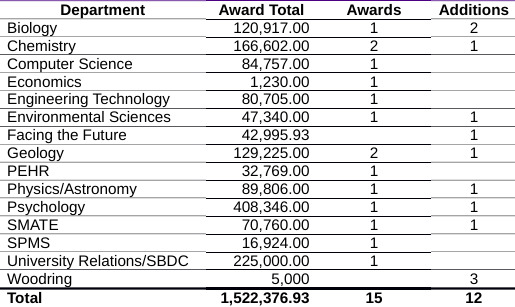 Department Award Total Awards Additions
Biology 120,917.00 1 2
Chemistry 166,602.00 2 1
Computer Science 84,757.00 1
Economics 1,230.00 1
Engineering Technology 80,705.00 1
Environmental Sciences 47,340.00 1 1
Facing the Future 42,995.93 1
Geology 129,225.00 2 1
PEHR 32,769.00 1
Physics/Astronomy 89,806.00 1 1
Psychology 408,346.00 1 1
SMATE 70,760.00 1 1
SPMS 16,924.00 1
University Relations/SBDC 225,000.00 1
Woodring 5,000 3
Total 1,522,376.93 15 12